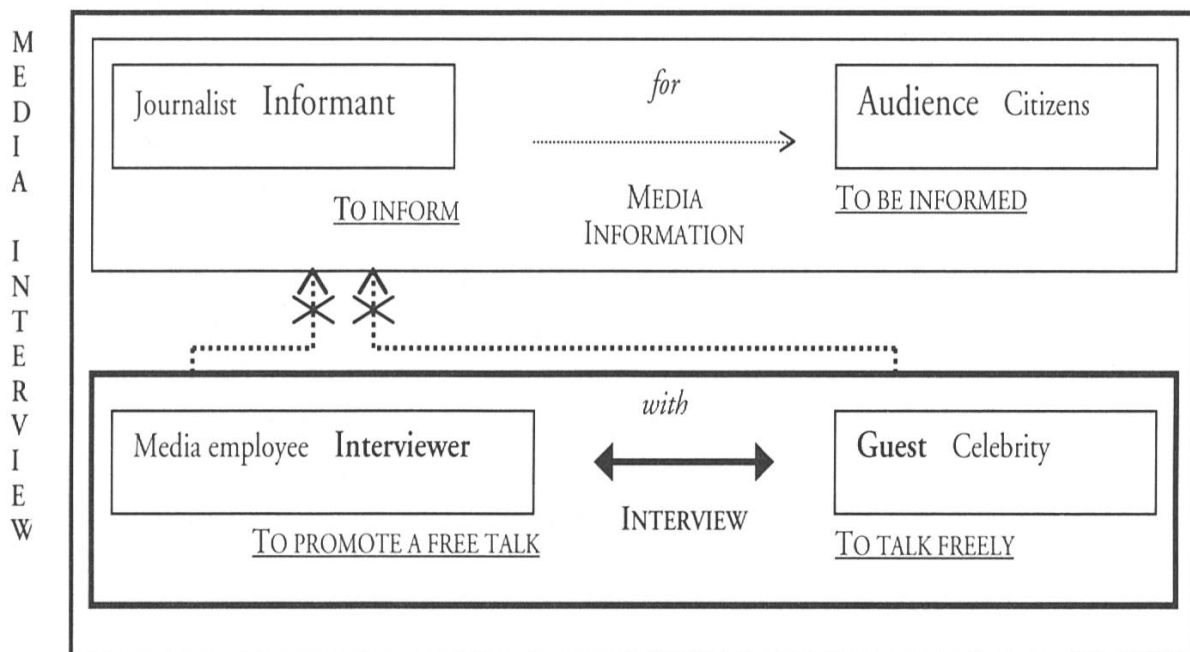 MEDIA INTERVIEW
for
Journalist Informant
Audience Citizens
TO INFORM
MEDIA
INFORMATION
TO BE INFORMED
with
Media employee Interviewer
Guest Celebrity
INTERVIEW
TO PROMOTE A FREE TALK
TO TALK FREELY